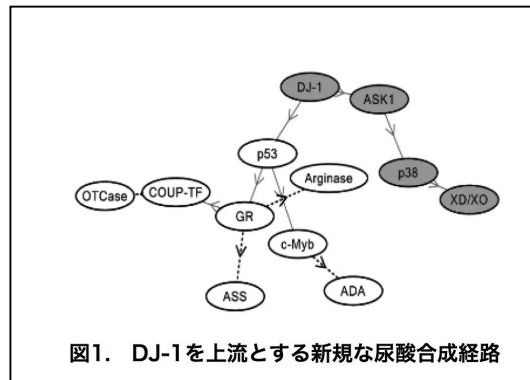 DJ-1
ASK1
p53
p38
Arginase
OTCase
COUP-TF
XD/XO
GR
c-Myb
ASS
ADA
図1. DJ-1を上流とする新規な尿酸合成経路